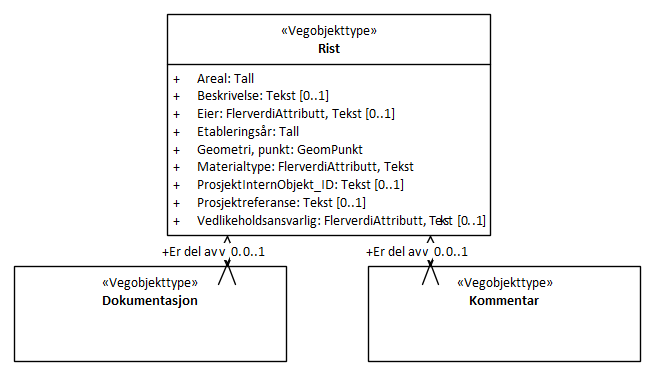 «Vegobjekttype»
Rist
+ Areal: Tall
+ Beskrivelse: Tekst [0..1]
+ Eier: FlerverdiAttributt, Tekst [0..1]
+ Etableringsår: Tall
+ Geometri, punkt: GeomPunkt
+ Materialtype: FlerverdiAttributt, Tekst
+ ProsjektInternObjekt_ID: Tekst [0..1]
+ Prosjektreferanse: Tekst [0..1]
+ Vedlikeholdsansvarlig: FlerverdiAttributt, Tekst [0..1]
+Er del av 0..1 +Er del av 0..1
«Vegobjekttype» «Vegobjekttype»
Dokumentasjon Kommentar